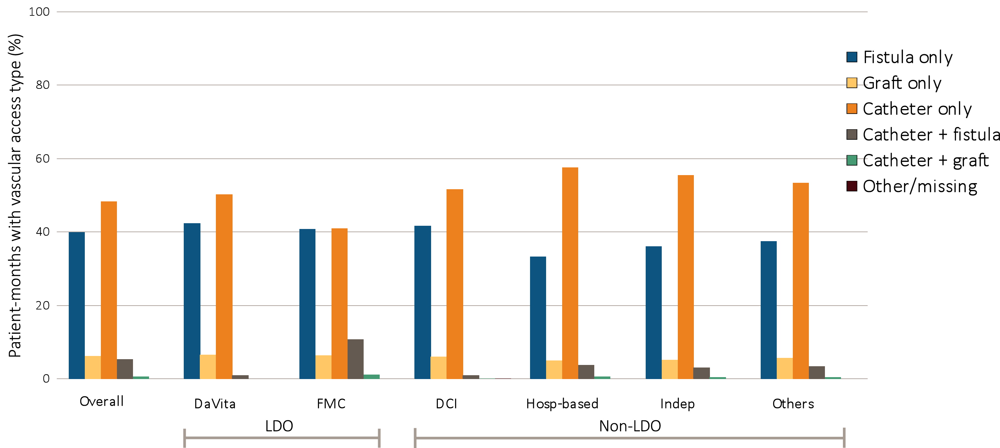 Patient-months with vascular access type (%)
100
80
60
40
20
0
Fistula only
Graft only
Catheter only
Catheter + fistula
Catheter + graft
Other/missing
Overall
DaVita
FMC
DCI
Hosp-based
Indep
Others
LDO
Non-LDO